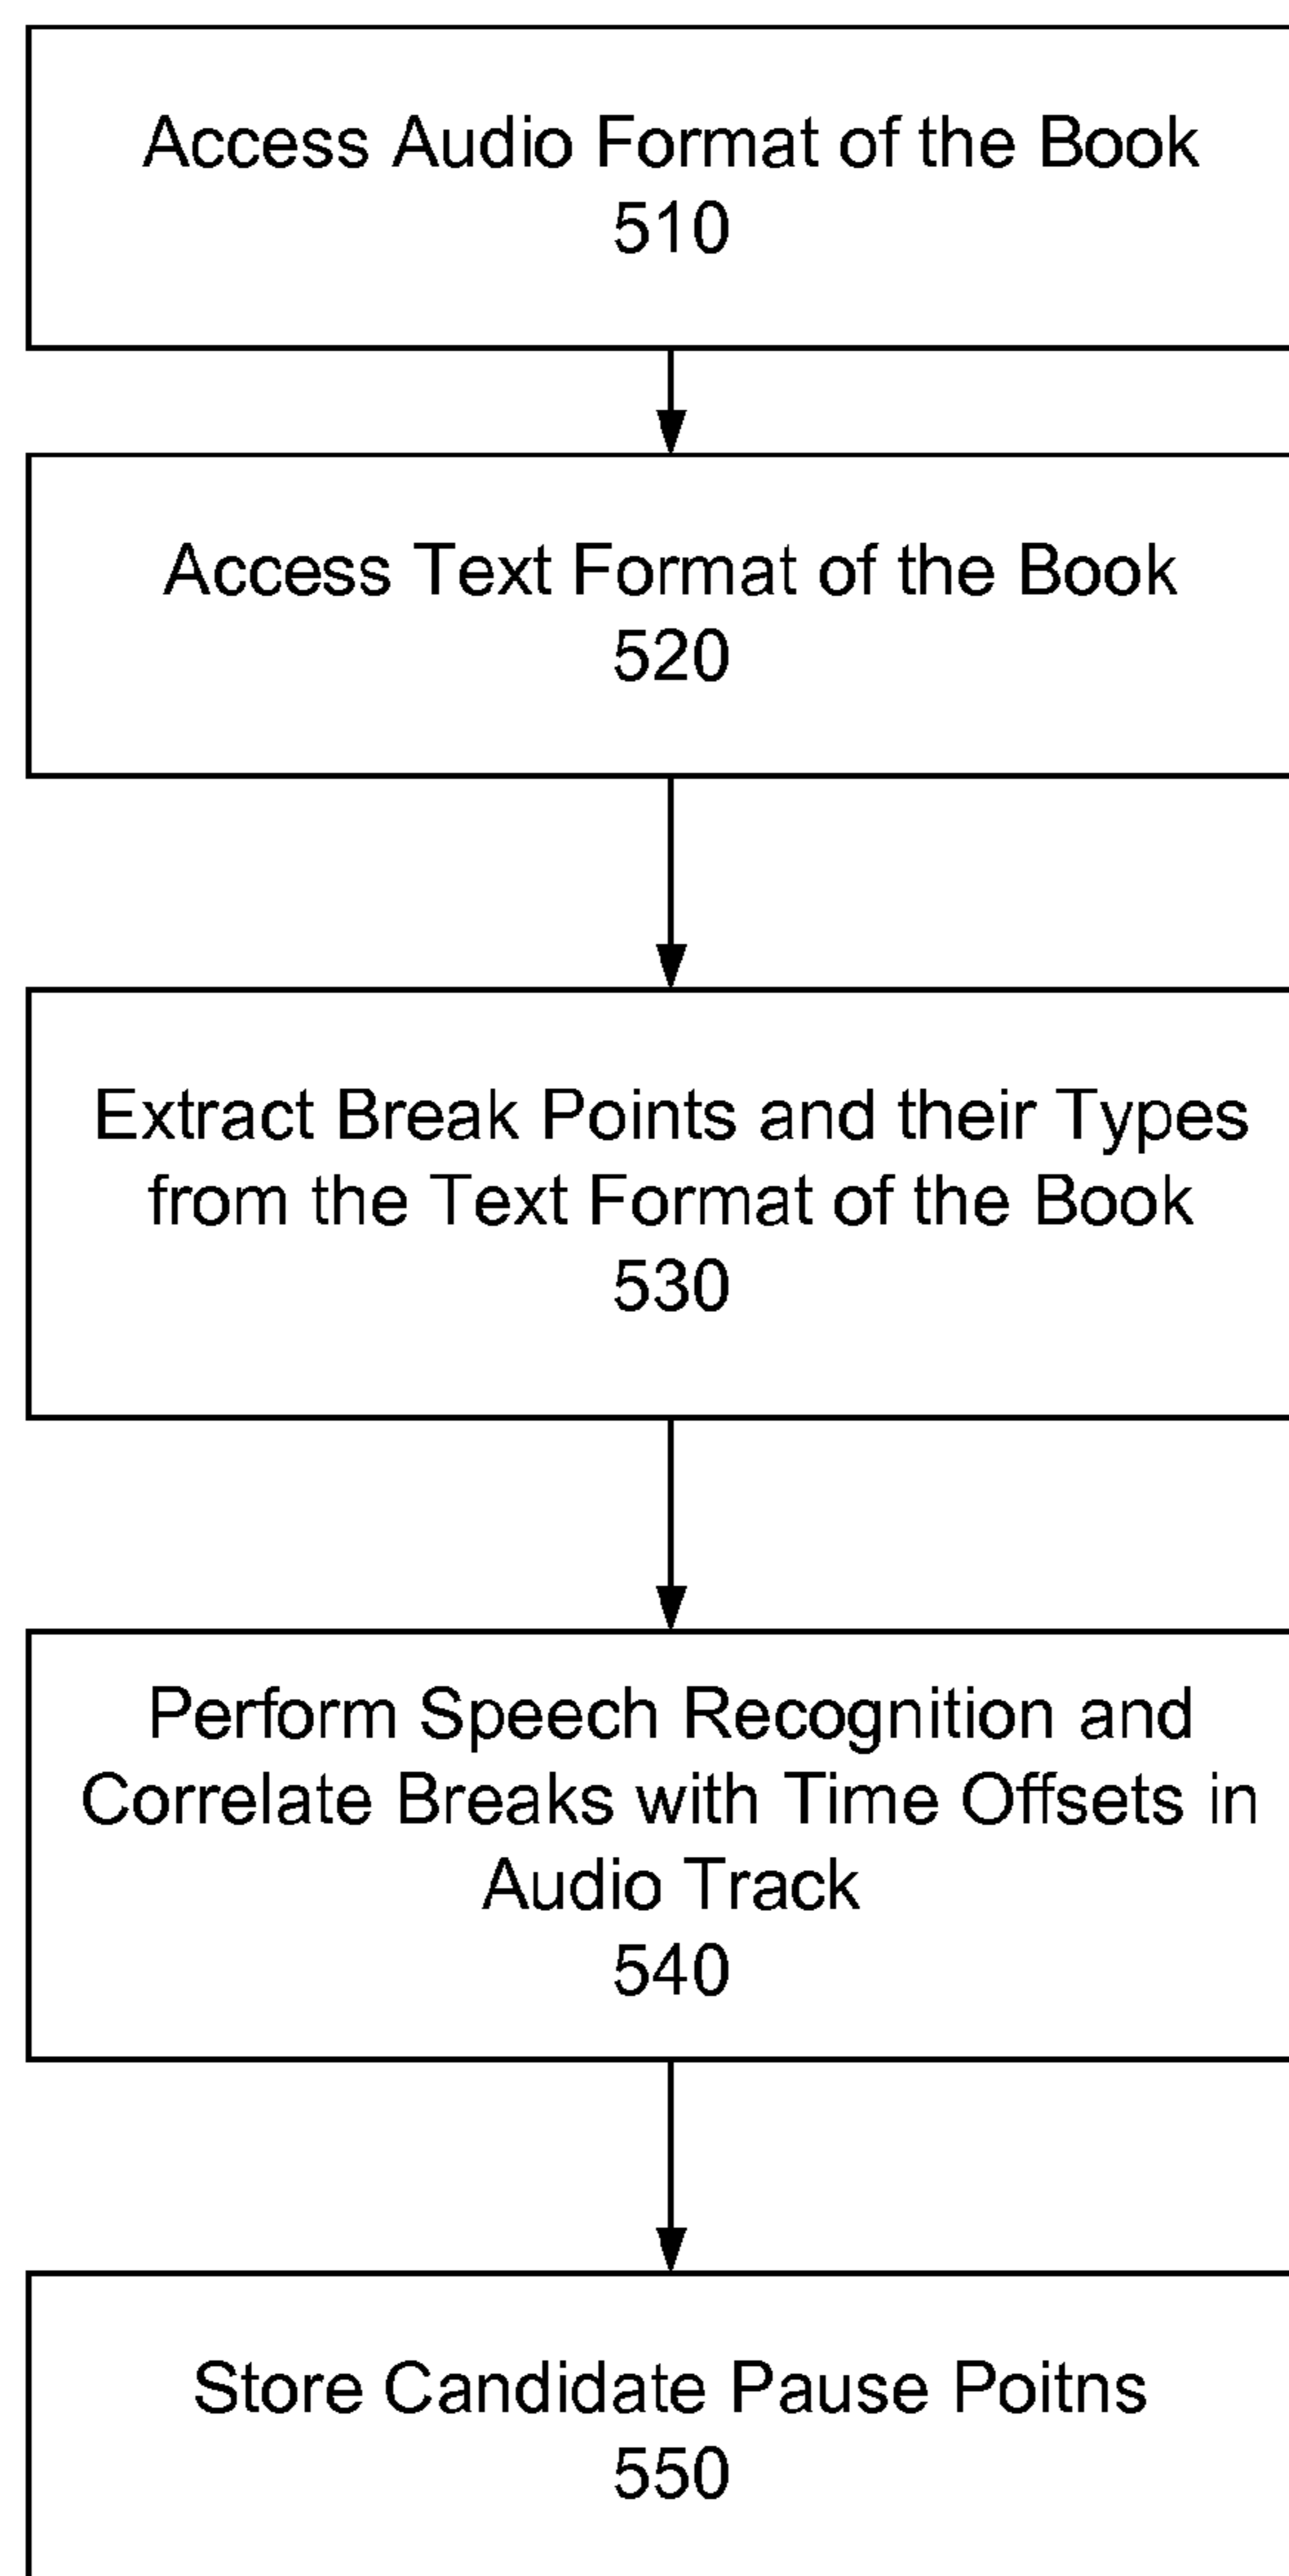 Access Audio Format of the Book
510
Access Text Format of the Book
520
Extract Break Points and their Types
from the Text Format of the Book
530
Perform Speech Recognition and
Correlate Breaks with Time Offsets in
Audio Track
540
Store Candidate Pause Poitns
550